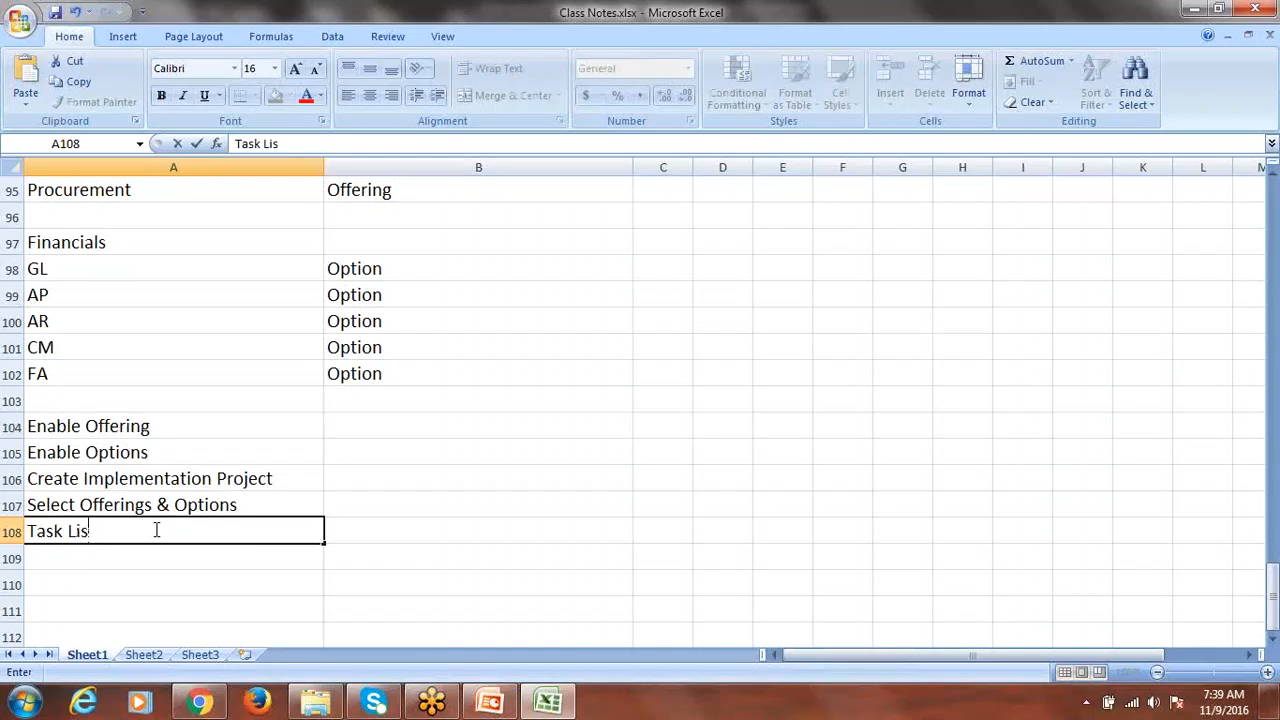 Class Notes.xlsx - Microsoft Excel
Home Insert Page Layout Formulas Data Review View
Paste Cut Calibri 16 Wrap Text General Conditional Formatting Format as Table Cell Styles Insert Delete Format AutoSum Sort & Filter Find & Select
Copy Fill
Format Painter B I U A Merge & Center $ % , Clear
Clipboard Font Alignment Number Styles Cells Editing
A108 fx Task Lis
A B C D E F G H I J K L M
95 Procurement Offering
96
97 Financials
98 GL Option
99 AP Option
100 AR Option
101 CM Option
102 FA Option
103
104 Enable Offering
105 Enable Options
106 Create Implementation Project
107 Select Offerings & Options
108 Task Lis
109
110
111
112
Sheet1 Sheet2 Sheet3
Enter 100%
7:39 AM
11/9/2016